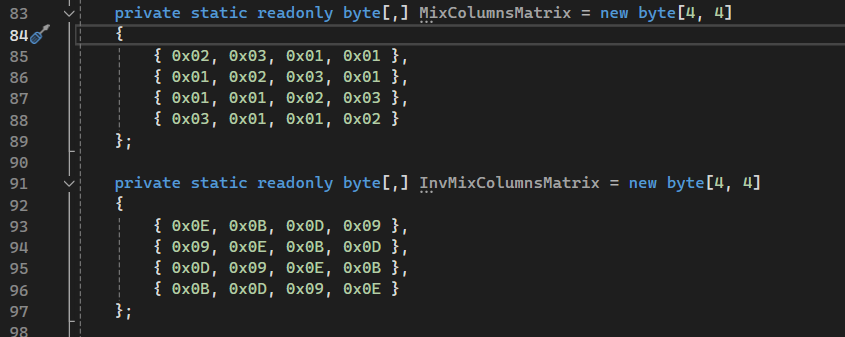 83 private static readonly byte[,] MixColumnsMatrix = new byte[4, 4]
84 {
85 { 0x02, 0x03, 0x01, 0x01 },
86 { 0x01, 0x02, 0x03, 0x01 },
87 { 0x01, 0x01, 0x02, 0x03 },
88 { 0x03, 0x01, 0x01, 0x02 }
89 };
90
91 private static readonly byte[,] InvMixColumnsMatrix = new byte[4, 4]
92 {
93 { 0x0E, 0x0B, 0x0D, 0x09 },
94 { 0x09, 0x0E, 0x0B, 0x0D },
95 { 0x0D, 0x09, 0x0E, 0x0B },
96 { 0x0B, 0x0D, 0x09, 0x0E }
97 };
98